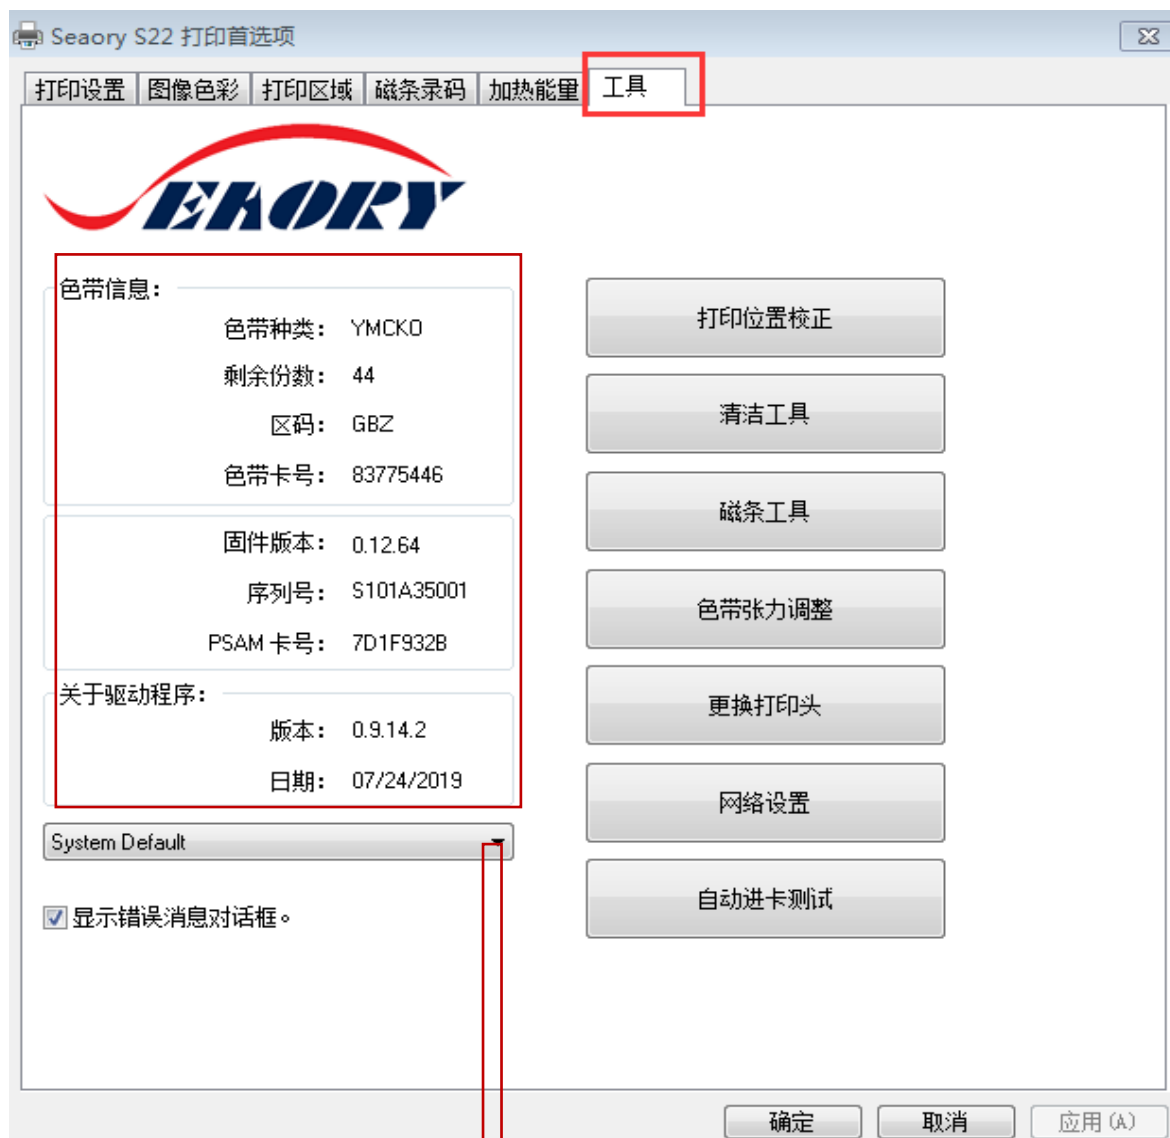 Seaory S22 打印首选项
打印设置 图像色彩 打印区域 磁条录码 加热能量 工具
SEAORY
色带信息：
色带种类： YMCKO
剩余份数： 44
区码： GBZ
色带卡号： 83775446
固件版本： 0.12.64
序列号： S101A35001
PSAM 卡号： 7D1F932B
关于驱动程序：
版本： 0.9.14.2
日期： 07/24/2019
System Default
显示错误消息对话框。
打印位置校正
清洁工具
磁条工具
色带张力调整
更换打印头
网络设置
自动进卡测试
确定 取消 应用(A)